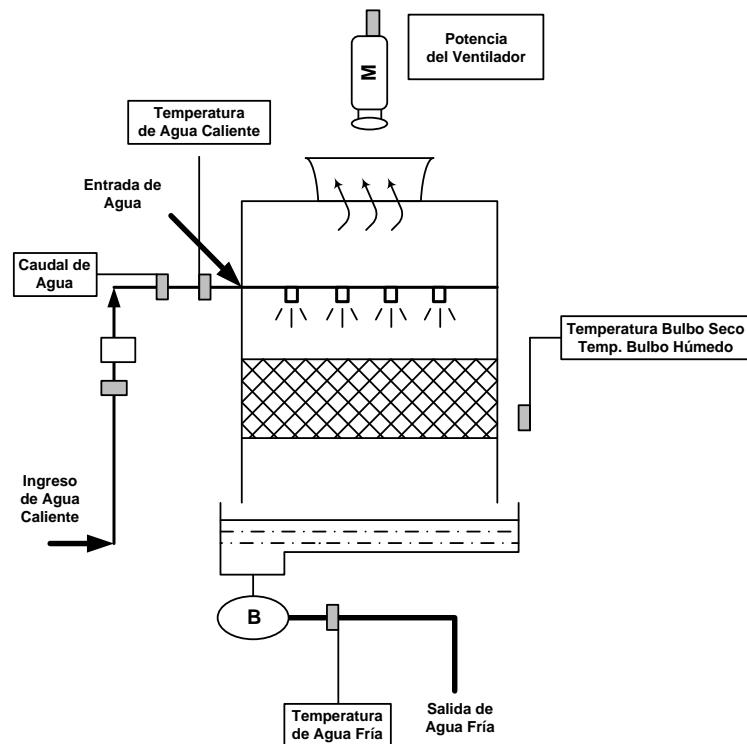 Potencia
del Ventilador
M
Temperatura
de Agua Caliente
Entrada de
Agua
Caudal de
Agua
Temperatura Bulbo Seco
Temp. Bulbo Húmedo
Ingreso
de Agua
Caliente
B
Temperatura
de Agua Fría
Salida de
Agua Fría